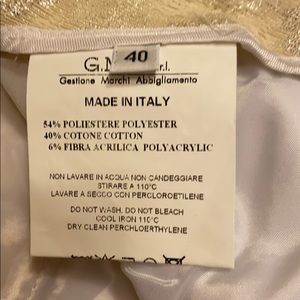 40
Gestione Marchi Abbigliamento
MADE IN ITALY
54% POLIESTERE POLYESTER
40% COTONE COTTON
6% FIBRA ACRILICA POLYACRYLIC
NON LAVARE IN ACQUA NON CANDEGGIARE
STIRARE A 110°C
LAVARE A SECCO CON PERCLOROETILENE
DO NOT WASH. DO NOT BLEACH
COOL IRON 110°C
DRY CLEAN PERCHLOERTHYLENE